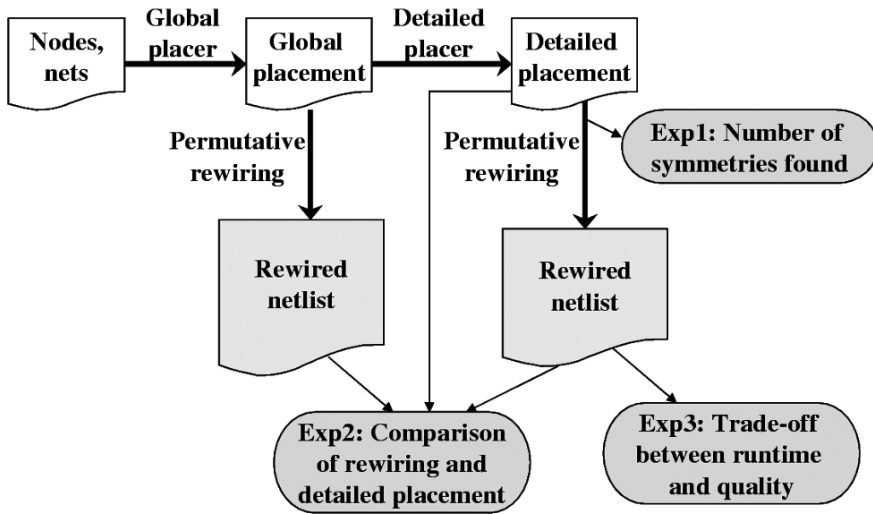 Nodes,
nets
Global
placer
Global
placement
Detailed
placer
Detailed
placement
Permutative
rewiring
Permutative
rewiring
Exp1: Number of
symmetries found
Rewired
netlist
Rewired
netlist
Exp2: Comparison
of rewiring and
detailed placement
Exp3: Trade-off
between runtime
and quality